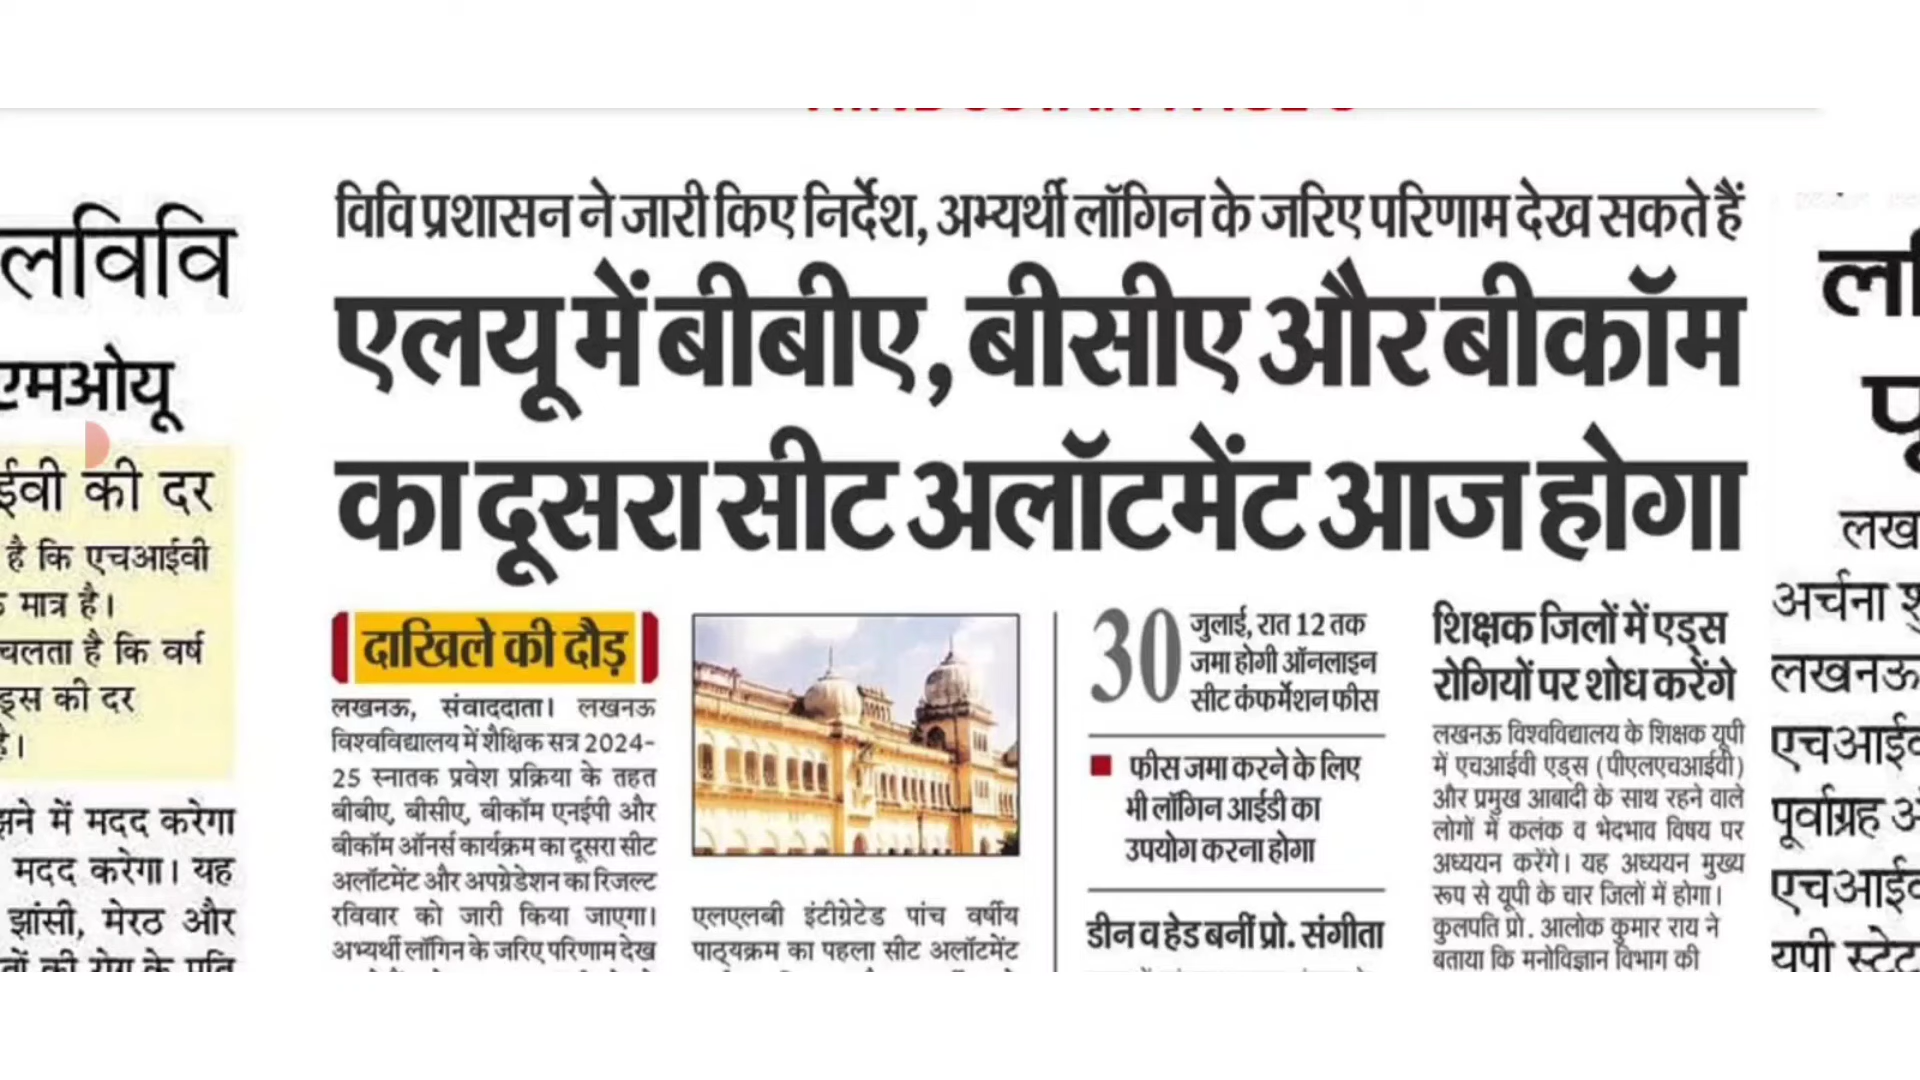 विवि प्रशासन ने जारी किए निर्देश, अभ्यर्थी लॉगिन के जरिए परिणाम देख सकते हैं
एलयू में बीबीए, बीसीए और बीकॉम
का दूसरा सीट अलॉटमेंट आज होगा
दाखिले की दौड़
लखनऊ, संवाददाता। लखनऊ
विश्वविद्यालय में शैक्षिक सत्र 2024-
25 स्नातक प्रवेश प्रक्रिया के तहत
बीबीए, बीसीए, बीकॉम एनईपी और
बीकॉम ऑनर्स कार्यक्रम का दूसरा सीट
अलॉटमेंट और अपग्रेडेशन का रिजल्ट
रविवार को जारी किया जाएगा।
अभ्यर्थी लॉगिन के जरिए परिणाम देख
एलएलबी इंटीग्रेटेड पांच वर्षीय
पाठ्यक्रम का पहला सीट अलॉटमेंट
30 जुलाई, रात 12 तक
जमा होगी ऑनलाइन
सीट कंफर्मेशन फीस
फीस जमा करने के लिए
भी लॉगिन आईडी का
उपयोग करना होगा
डीन व हेड बनीं प्रो. संगीता
शिक्षक जिलों में एड्स
रोगियों पर शोध करेंगे
लखनऊ विश्वविद्यालय के शिक्षक यूपी
में एचआईवी एड्स (पीएलएचआईवी)
और प्रमुख आबादी के साथ रहने वाले
लोगों में कलंक व भेदभाव विषय पर
अध्ययन करेंगे। यह अध्ययन मुख्य
रूप से यूपी के चार जिलों में होगा।
कुलपति प्रो. आलोक कुमार राय ने
बताया कि मनोविज्ञान विभाग की
लविवि
एमओयू
ईवी की दर
है कि एचआईवी
मात्र है।
चलता है कि वर्ष
इस की दर
है।
झने में मदद करेगा
मदद करेगा। यह
झांसी, मेरठ और
लखन
अर्चना शु
लखनऊ
एचआईव
पूर्वाग्रह अ
एचआईव
यूपी स्टेट